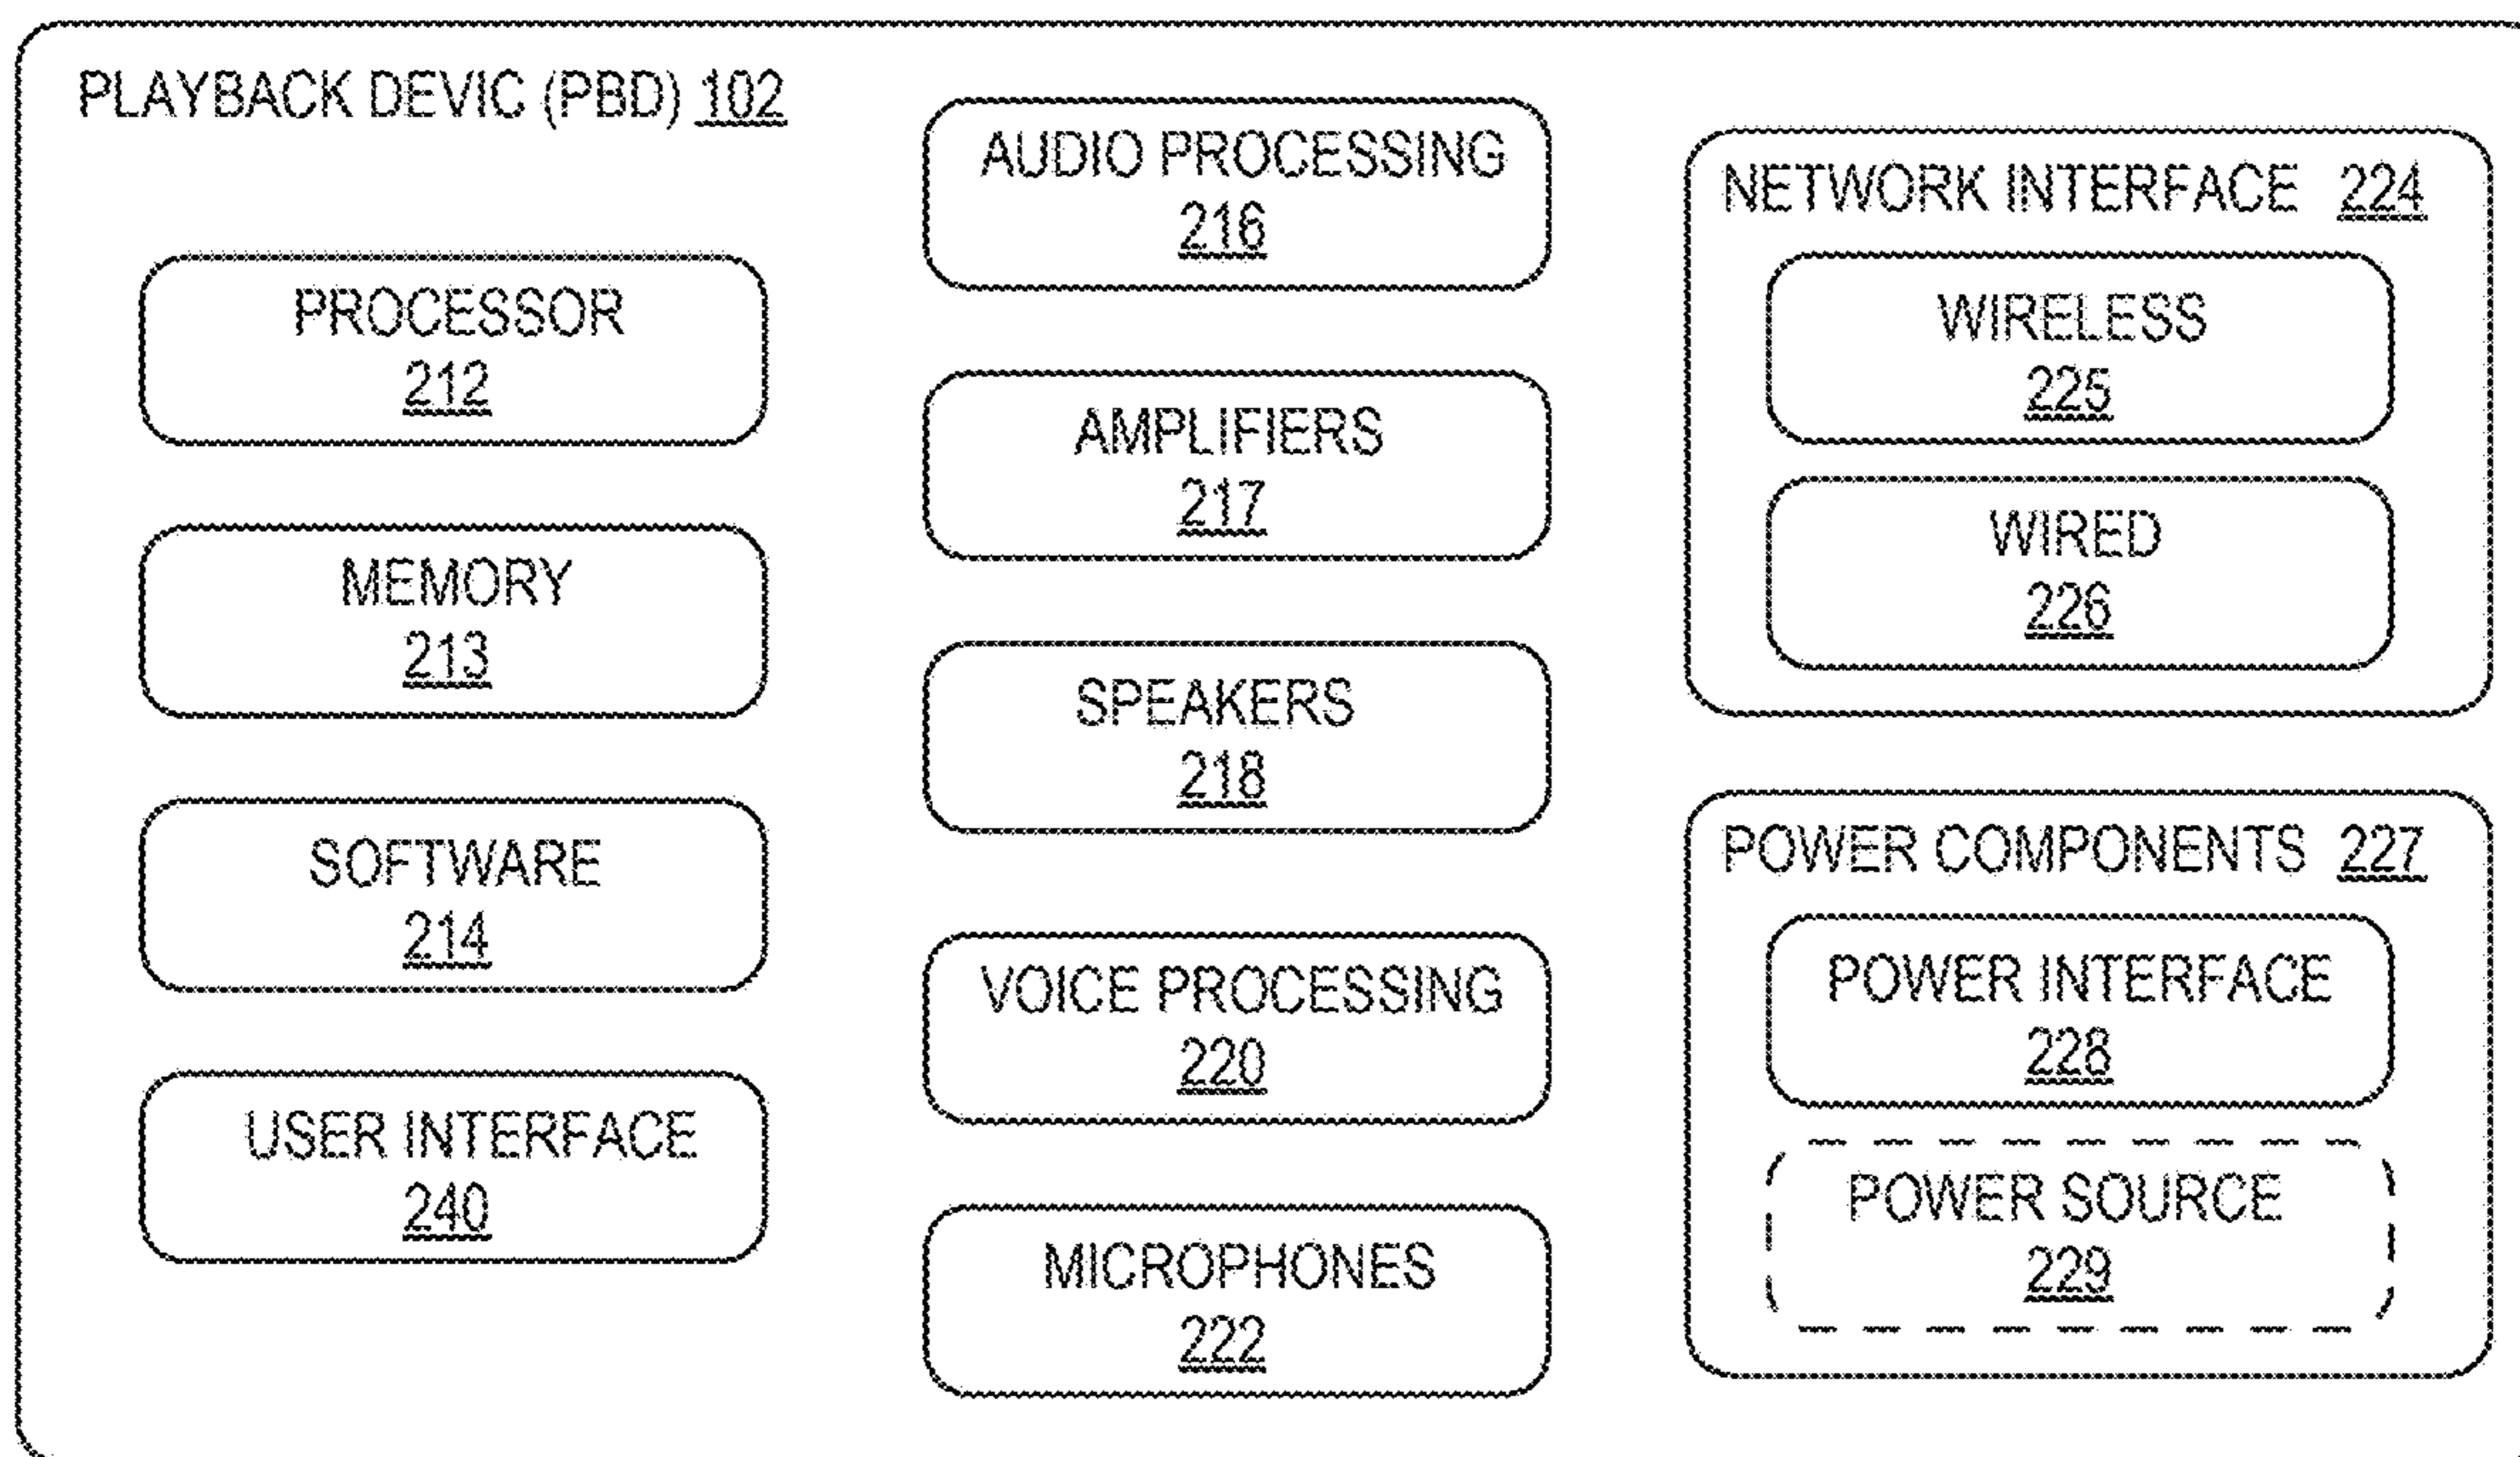 PLAYBACK DEVIC (PBD) 102
PROCESSOR
212
MEMORY
213
SOFTWARE
214
USER INTERFACE
240
AUDIO PROCESSING
216
AMPLIFIERS
217
SPEAKERS
218
VOICE PROCESSING
220
MICROPHONES
222
NETWORK INTERFACE 224
WIRELESS
225
WIRED
226
POWER COMPONENTS 227
POWER INTERFACE
228
POWER SOURCE
229